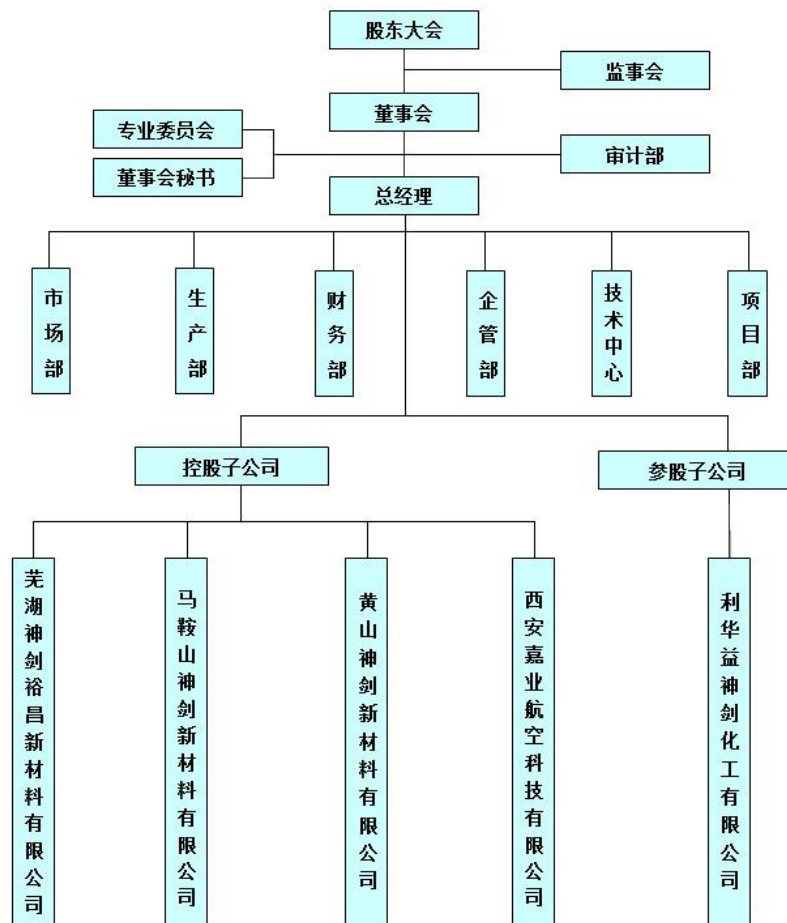 股东大会
监事会
董事会
专业委员会
审计部
董事会秘书
总经理
市场部
生产部
财务部
企管部
技术中心
项目部
控股子公司
参股子公司
芜湖神剑裕昌新材料有限公司
马鞍山神剑新材料有限公司
黄山神剑新材料有限公司
西安嘉业航空科技有限公司
利华益神剑化工有限公司